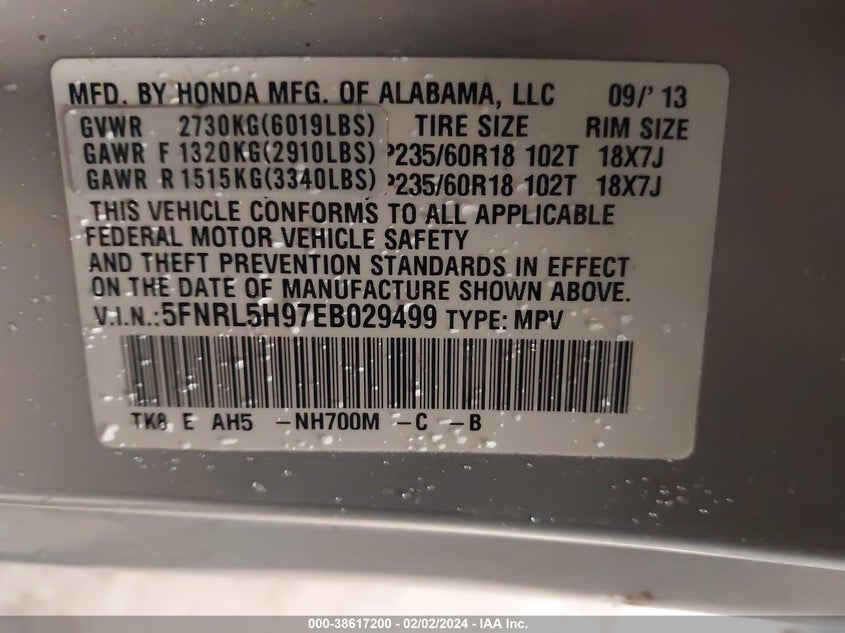 MFD. BY HONDA MFG. OF ALABAMA, LLC 09/' 13
GVWR 2730KG(6019LBS) TIRE SIZE RIM SIZE
GAWR F 1320KG(2910LBS) P235/60R18 102T 18X7J
GAWR R 1515KG(3340LBS) P235/60R18 102T 18X7J
THIS VEHICLE CONFORMS TO ALL APPLICABLE
FEDERAL MOTOR VEHICLE SAFETY
AND THEFT PREVENTION STANDARDS IN EFFECT
ON THE DATE OF MANUFACTURE SHOWN ABOVE.
V.I.N.:5FNRL5H97EB029499 TYPE: MPV
TK8 E AH5 -NH700M -C -B
000-38617200 - 02/02/2024 - IAA Inc.